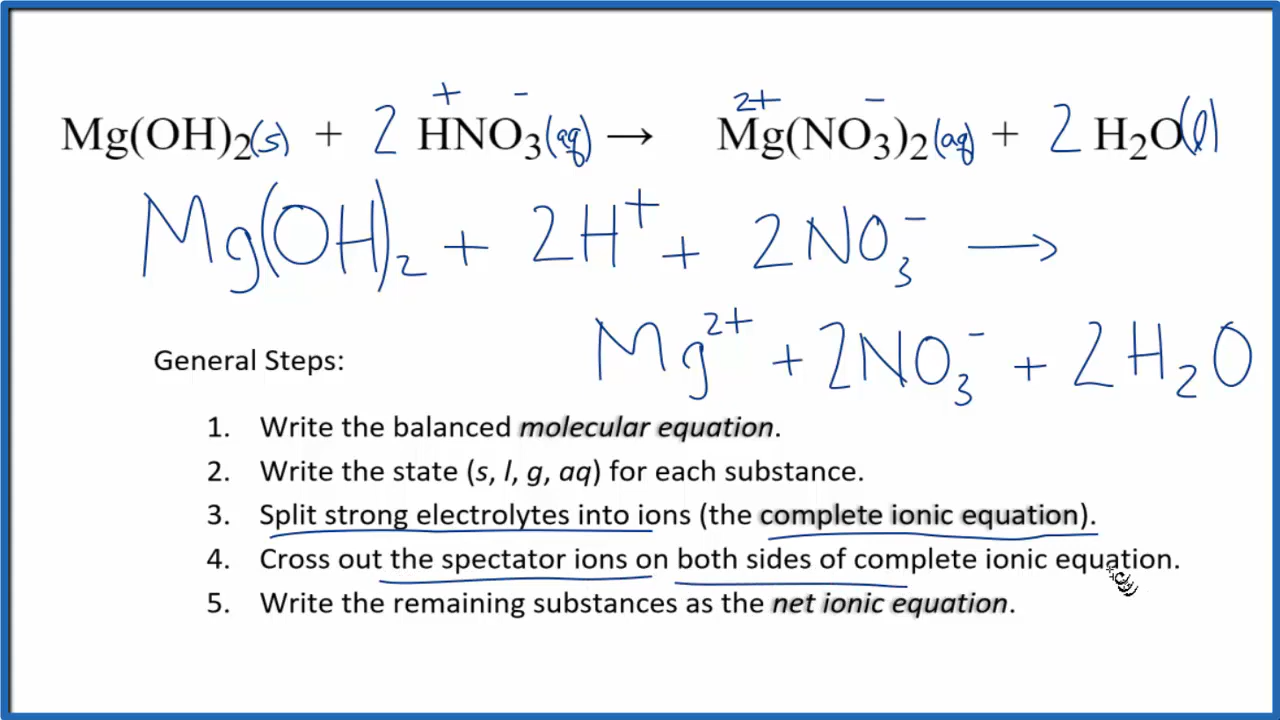 Mg(OH)₂(s) + 2 H⁺NO₃⁻(aq) → Mg²⁺(NO₃⁻)₂(aq) + 2 H₂O(l)
Mg(OH)₂ + 2H⁺ + 2NO₃⁻ →
Mg²⁺ + 2NO₃⁻ + 2H₂O
General Steps:
1. Write the balanced molecular equation.
2. Write the state (s, l, g, aq) for each substance.
3. Split strong electrolytes into ions (the complete ionic equation).
4. Cross out the spectator ions on both sides of complete ionic equation.
5. Write the remaining substances as the net ionic equation.